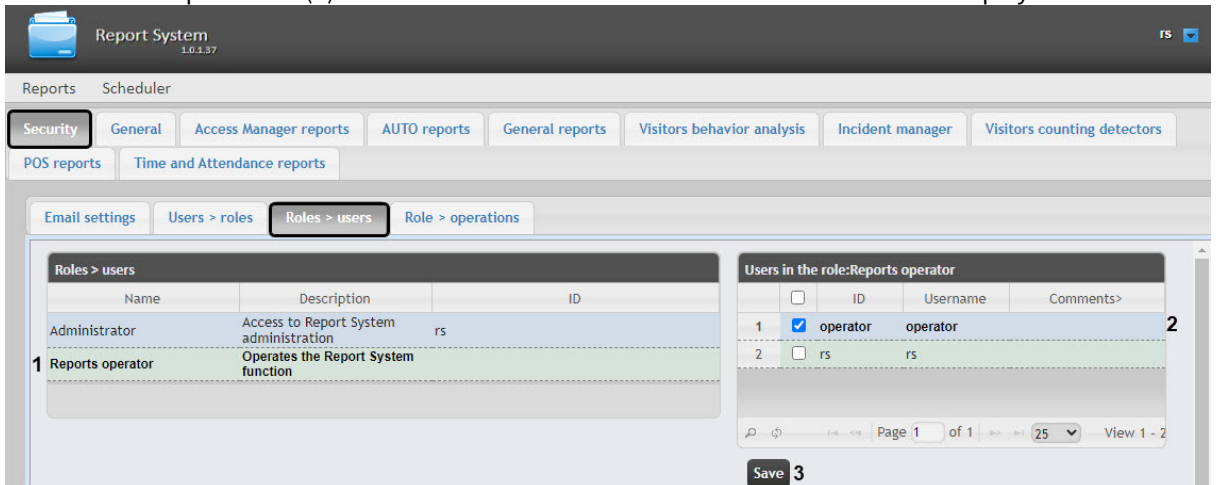 Report System
1.0.1.37
rs
Reports Scheduler
Security General Access Manager reports AUTO reports General reports Visitors behavior analysis Incident manager Visitors counting detectors
POS reports Time and Attendance reports
Email settings Users > roles Roles > users Role > operations
Roles > users
Name Description ID
Administrator Access to Report System administration rs
1 Reports operator Operates the Report System function
Users in the role:Reports operator
ID Username Comments>
1 operator operator 2
2 rs rs
Page 1 of 1 25 View 1 - 2
Save 3